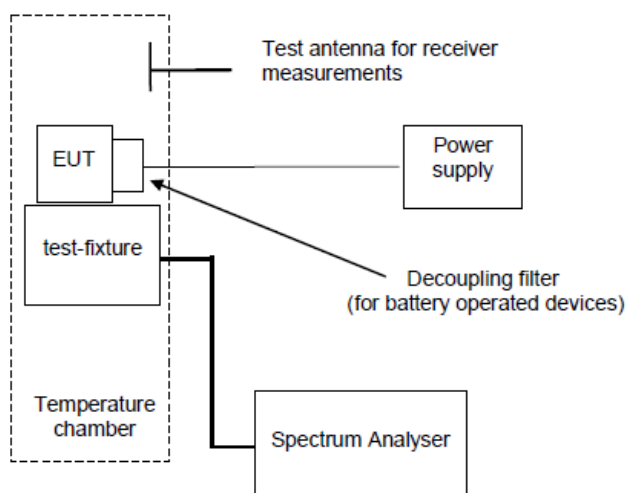 Test antenna for receiver
measurements
EUT
Power
supply
test-fixture
Decoupling filter
(for battery operated devices)
Temperature
chamber
Spectrum Analyser